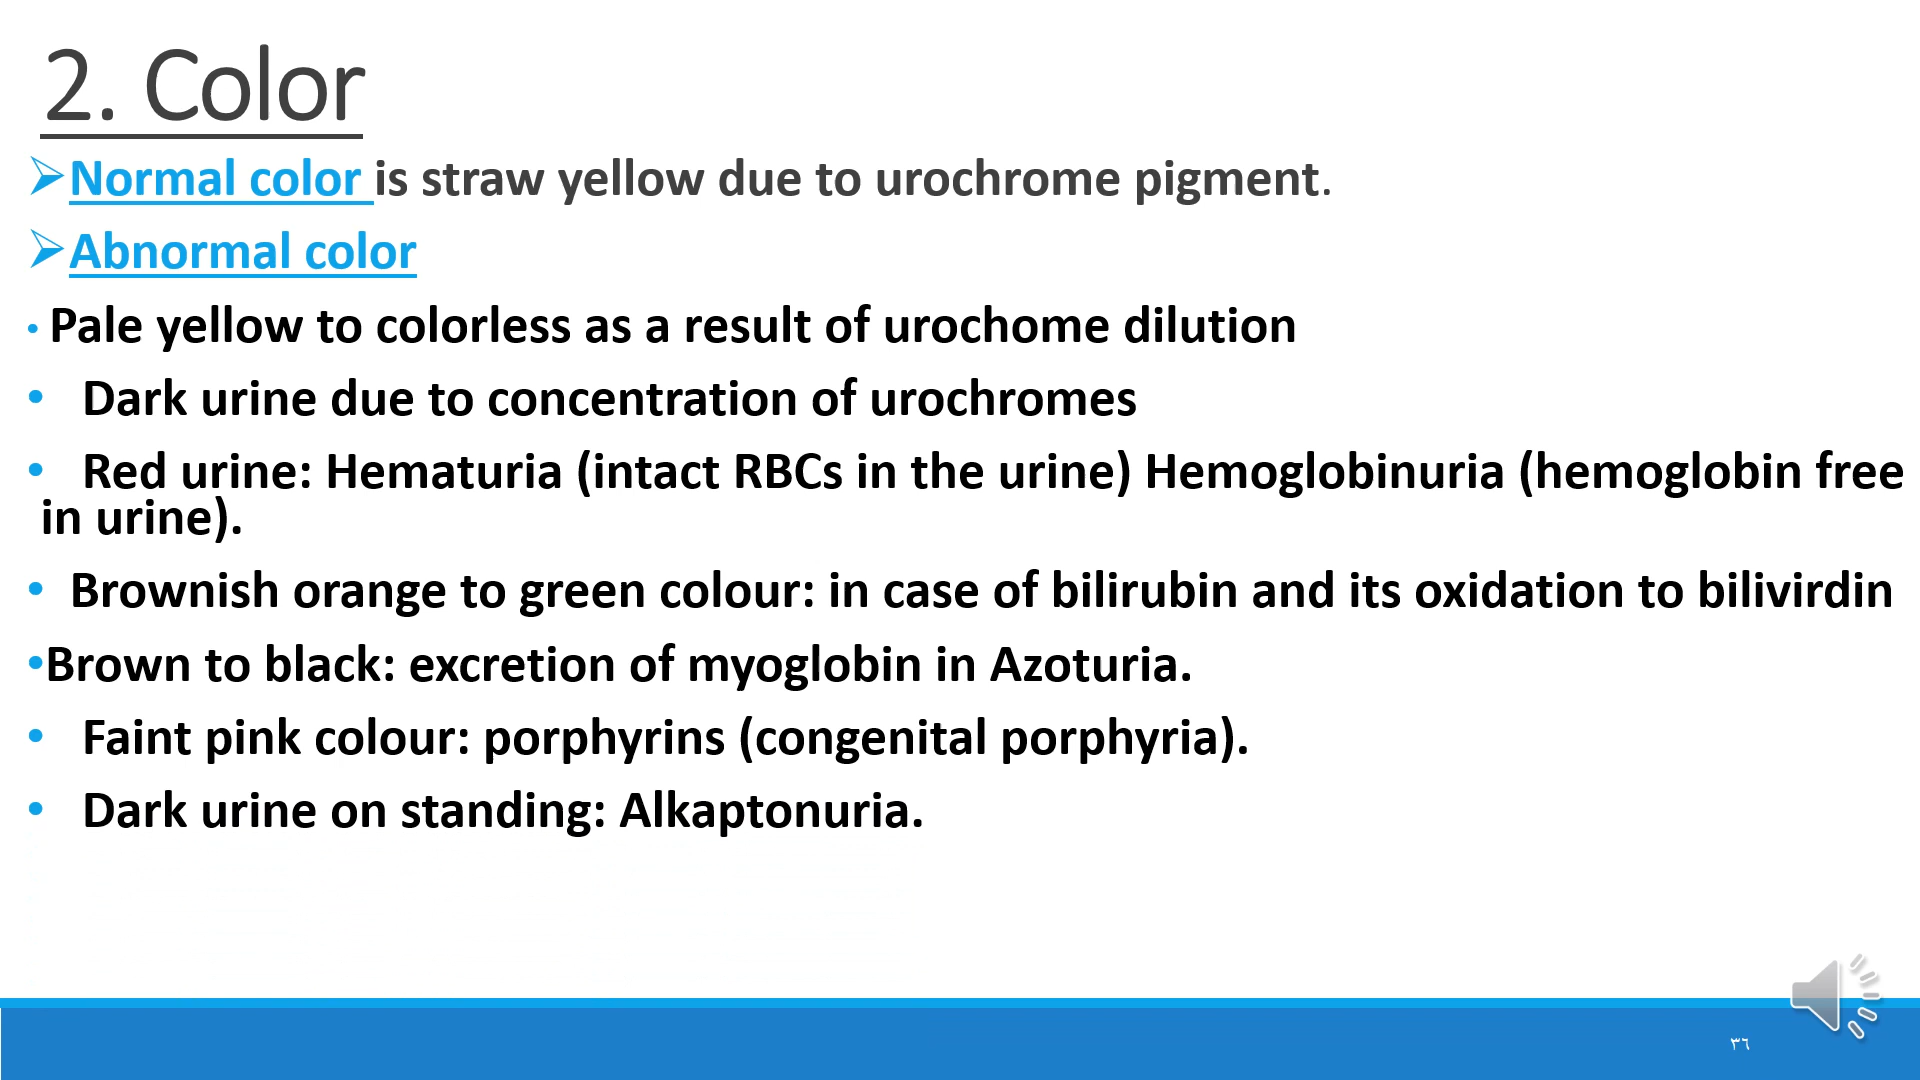 2. Color
➢Normal color is straw yellow due to urochrome pigment.
➢Abnormal color
• Pale yellow to colorless as a result of urochome dilution
• Dark urine due to concentration of urochromes
• Red urine: Hematuria (intact RBCs in the urine) Hemoglobinuria (hemoglobin free
in urine).
• Brownish orange to green colour: in case of bilirubin and its oxidation to bilivirdin
•Brown to black: excretion of myoglobin in Azoturia.
• Faint pink colour: porphyrins (congenital porphyria).
• Dark urine on standing: Alkaptonuria.
٣٦